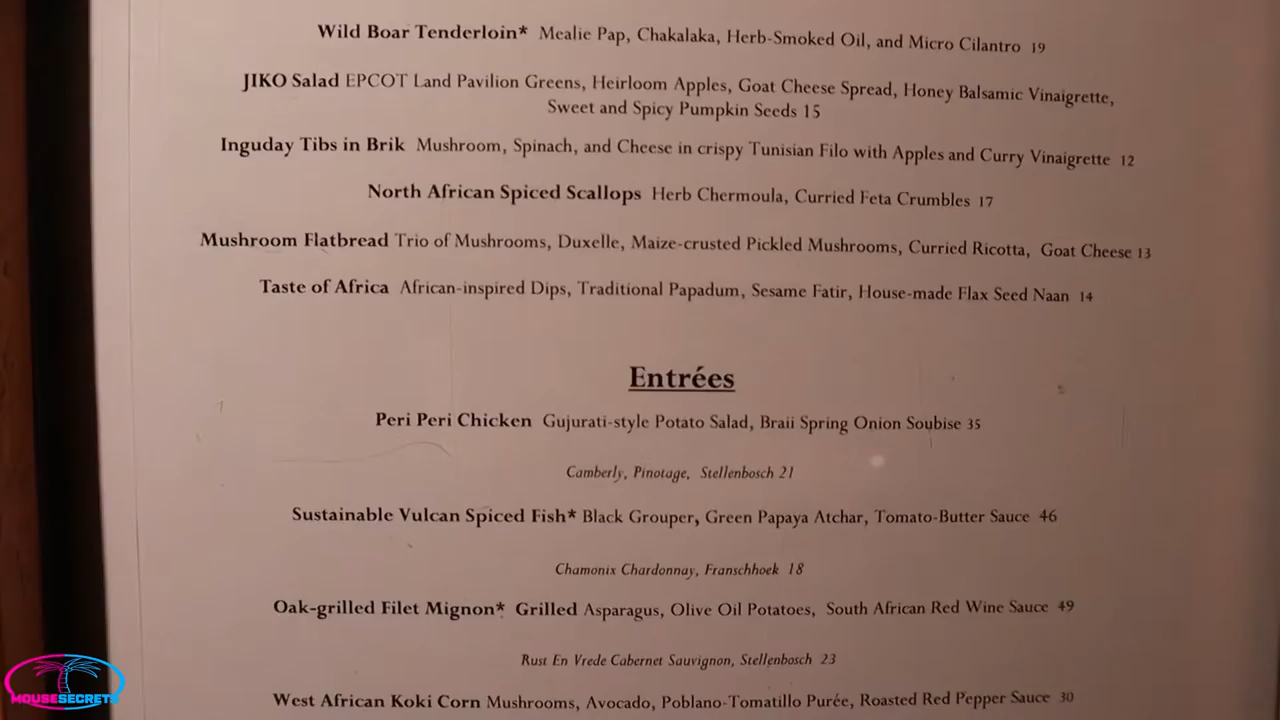 Wild Boar Tenderloin* Mealie Pap, Chakalaka, Herb-Smoked Oil, and Micro Cilantro 19
JIKO Salad EPCOT Land Pavilion Greens, Heirloom Apples, Goat Cheese Spread, Honey Balsamic Vinaigrette,
Sweet and Spicy Pumpkin Seeds 15
Inguday Tibs in Brik Mushroom, Spinach, and Cheese in crispy Tunisian Filo with Apples and Curry Vinaigrette 12
North African Spiced Scallops Herb Chermoula, Curried Feta Crumbles 17
Mushroom Flatbread Trio of Mushrooms, Duxelle, Maize-crusted Pickled Mushrooms, Curried Ricotta, Goat Cheese 13
Taste of Africa African-inspired Dips, Traditional Papadum, Sesame Fatir, House-made Flax Seed Naan 14
Entrées
Peri Peri Chicken Gujurati-style Potato Salad, Braii Spring Onion Soubise 35
Camberly, Pinotage, Stellenbosch 21
Sustainable Vulcan Spiced Fish* Black Grouper, Green Papaya Atchar, Tomato-Butter Sauce 46
Chamonix Chardonnay, Franschhoek 18
Oak-grilled Filet Mignon* Grilled Asparagus, Olive Oil Potatoes, South African Red Wine Sauce 49
Rust En Vrede Cabernet Sauvignon, Stellenbosch 23
West African Koki Corn Mushrooms, Avocado, Poblano-Tomatillo Purée, Roasted Red Pepper Sauce 30
MOUSESECRETS